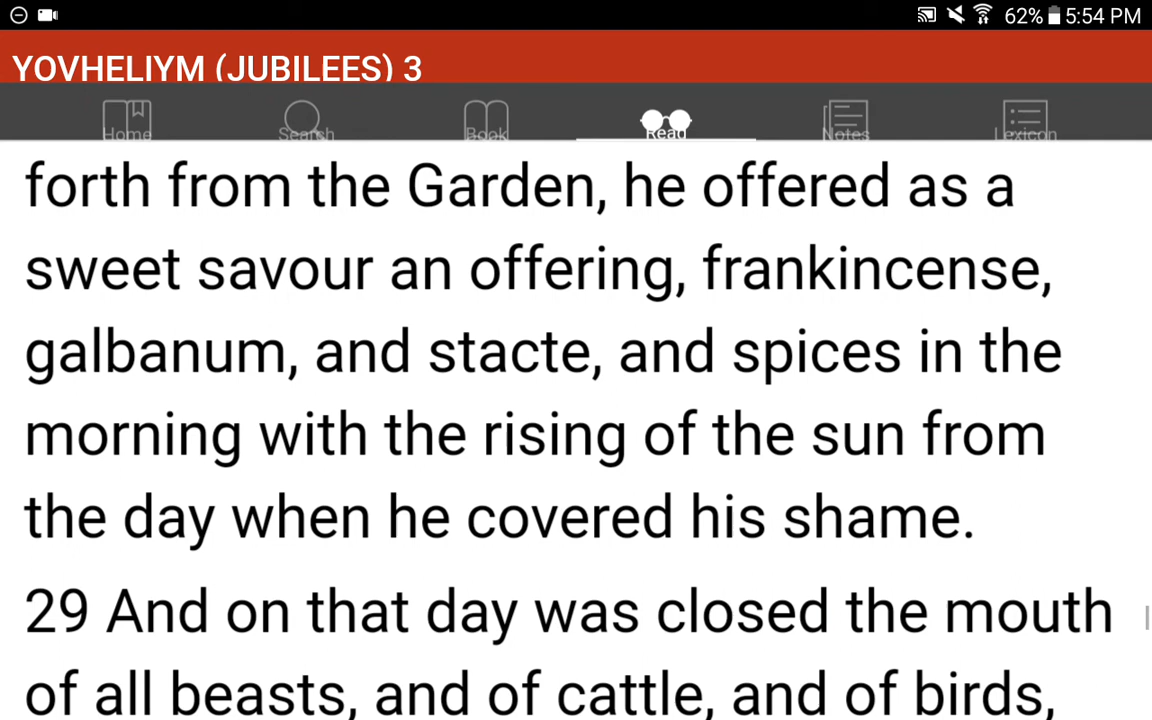 62% 5:54 PM
YOVHELIYM (JUBILEES) 3
Home Search Book Read Notes Lexicon
forth from the Garden, he offered as a
sweet savour an offering, frankincense,
galbanum, and stacte, and spices in the
morning with the rising of the sun from
the day when he covered his shame.
29 And on that day was closed the mouth
of all beasts, and of cattle, and of birds,